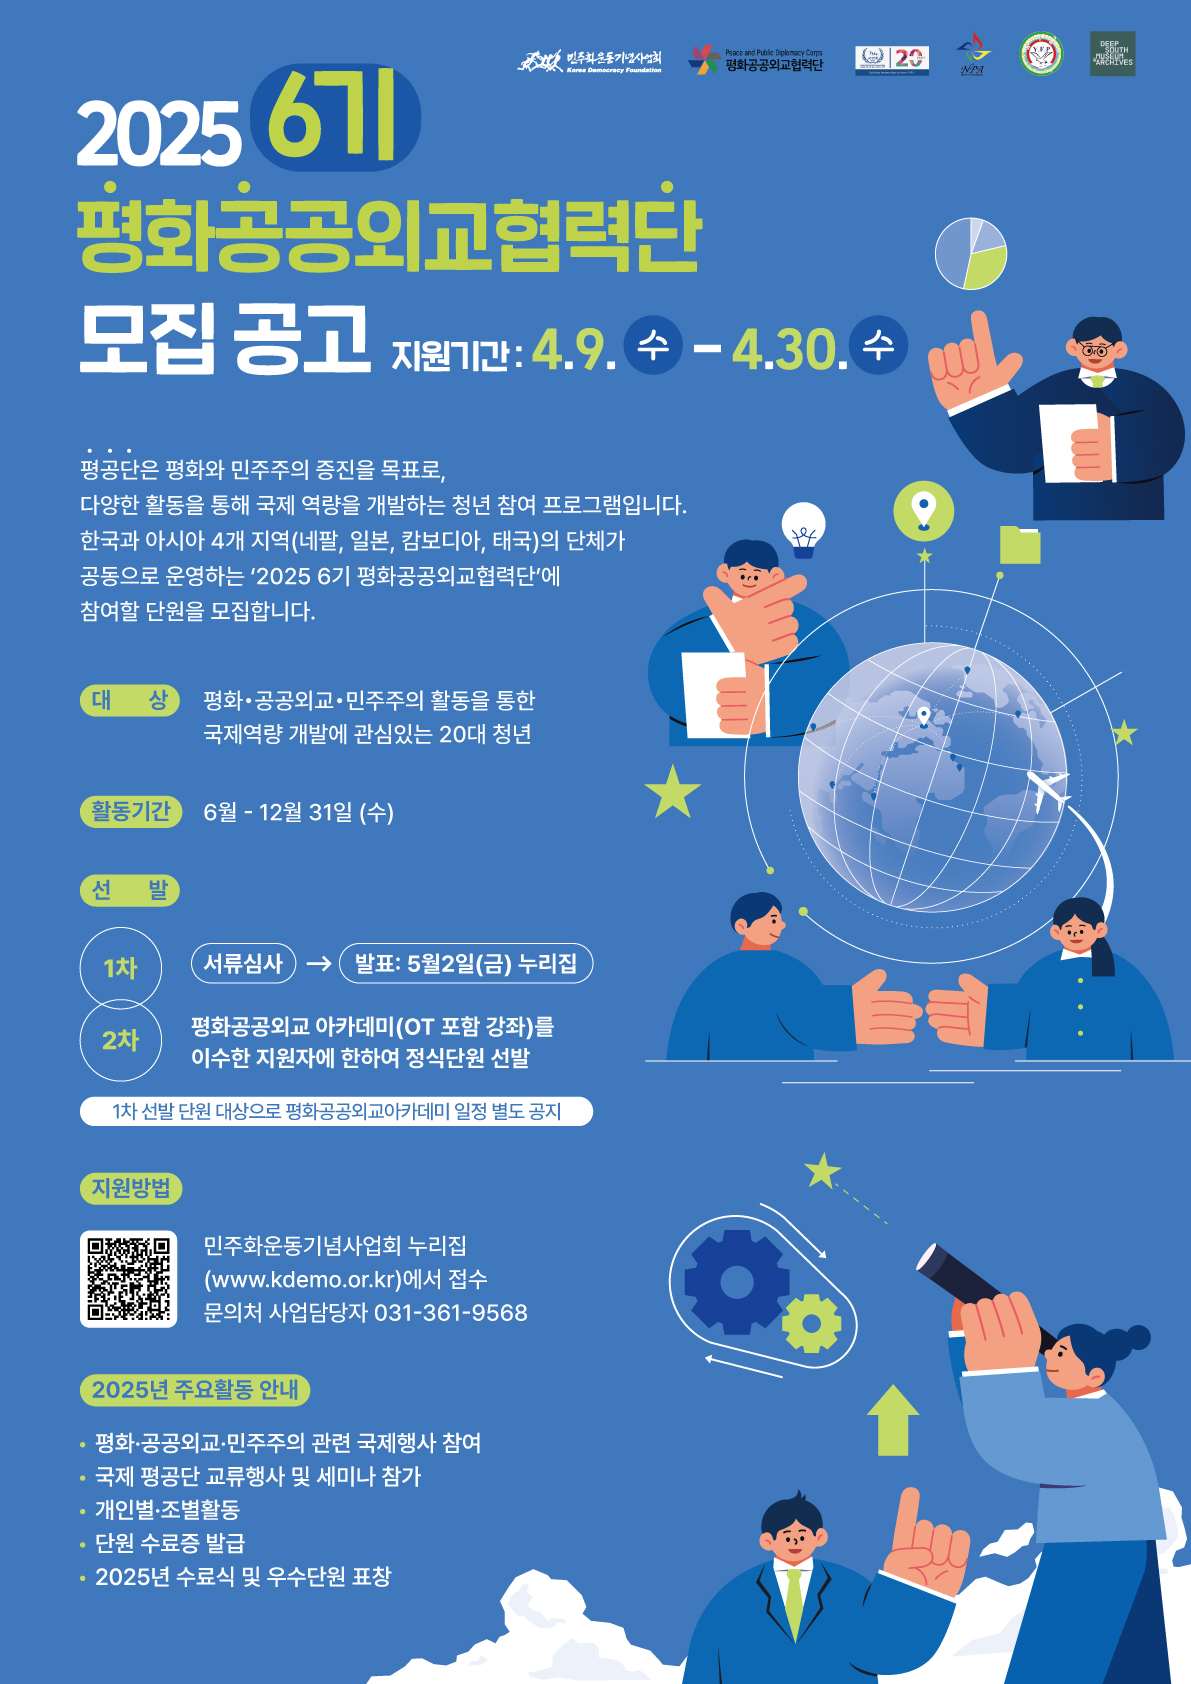 민주화운동기념사업회
Korea Democracy Foundation
Peace and Public Diplomacy Corps
평화공공외교협력단
20
NPA
Y.F.P
DEEP
SOUTH
MUSEUM
&ARCHIVES
2025 6기
평화공공외교협력단
모집 공고 지원기간 : 4.9. 수 – 4.30. 수
평공단은 평화와 민주주의 증진을 목표로,
다양한 활동을 통해 국제 역량을 개발하는 청년 참여 프로그램입니다.
한국과 아시아 4개 지역(네팔, 일본, 캄보디아, 태국)의 단체가
공동으로 운영하는 ‘2025 6기 평화공공외교협력단’에
참여할 단원을 모집합니다.
대 상 평화•공공외교•민주주의 활동을 통한
국제역량 개발에 관심있는 20대 청년
활동기간 6월 - 12월 31일 (수)
선 발
1차 서류심사 → 발표: 5월2일(금) 누리집
2차 평화공공외교 아카데미(OT 포함 강좌)를
이수한 지원자에 한하여 정식단원 선발
1차 선발 단원 대상으로 평화공공외교아카데미 일정 별도 공지
지원방법
민주화운동기념사업회 누리집
(www.kdemo.or.kr)에서 접수
문의처 사업담당자 031-361-9568
2025년 주요활동 안내
• 평화·공공외교·민주주의 관련 국제행사 참여
• 국제 평공단 교류행사 및 세미나 참가
• 개인별·조별활동
• 단원 수료증 발급
• 2025년 수료식 및 우수단원 표창